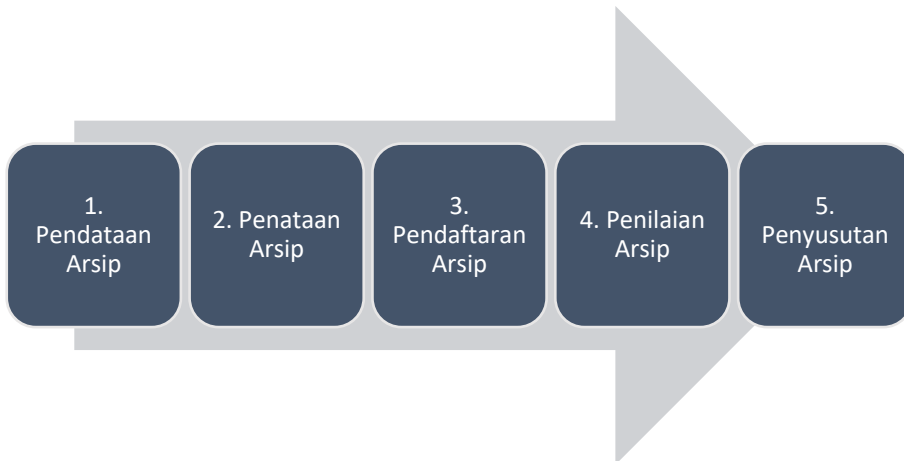 1.
Pendataan
Arsip
2. Penataan
Arsip
3.
Pendaftaran
Arsip
4. Penilaian
Arsip
5.
Penyusutan
Arsip